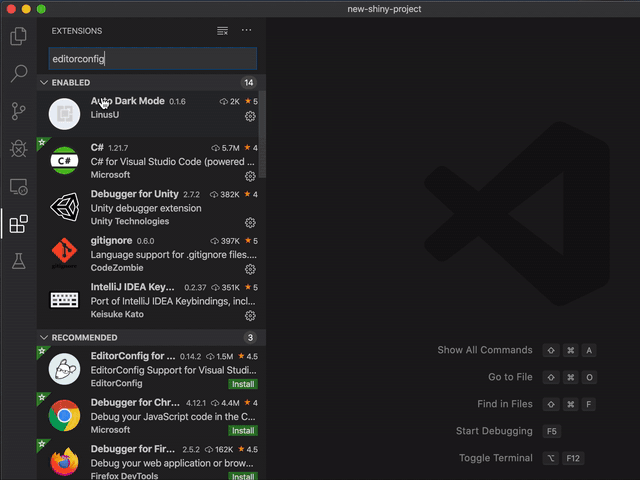 new-shiny-project
EXTENSIONS
editorconfig
ENABLED 14
Auto Dark Mode 0.1.6 2K ★ 5
LinusU
C# 1.21.7 5.7M ★ 4
C# for Visual Studio Code (powered ...
Microsoft
Debugger for Unity 2.7.2 382K ★ 4
Unity debugger extension
Unity Technologies
gitignore 0.6.0 397K ★ 5
Language support for .gitignore files....
CodeZombie
IntelliJ IDEA Key... 0.2.37 351K ★ 5
Port of IntelliJ IDEA Keybindings, incl...
Keisuke Kato
RECOMMENDED 3
EditorConfig for ... 0.14.2 1.5M ★ 4.5
EditorConfig Support for Visual Studi...
EditorConfig Install
Debugger for Chr... 4.12.1 4.4M ★ 4
Debug your JavaScript code in the C...
Microsoft Install
Debugger for Fir... 2.5.2 162K ★ 4.5
Debug your web application or brow...
Firefox DevTools Install
Show All Commands ⇧ ⌘ A
Go to File ⇧ ⌘ O
Find in Files ⇧ ⌘ F
Start Debugging F5
Toggle Terminal ⌥ F12